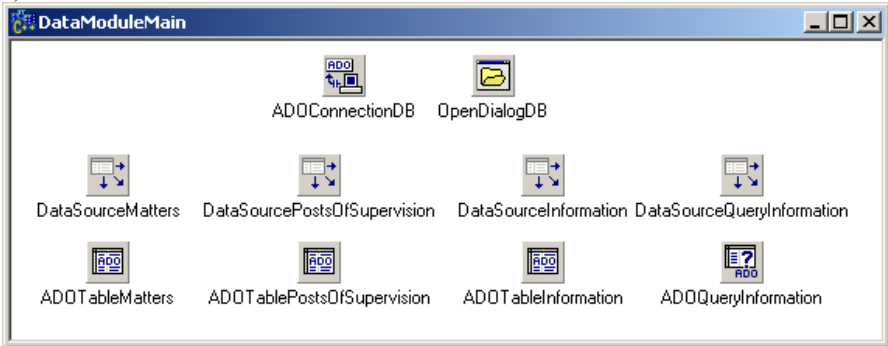 DataModuleMain
ADO
ADOConnectionDB OpenDialogDB
DataSourceMatters DataSourcePostsOfSupervision DataSourceInformation DataSourceQueryInformation
ADO ADO ADO ADO
ADOTableMatters ADOTablePostsOfSupervision ADOTableInformation ADOQueryInformation